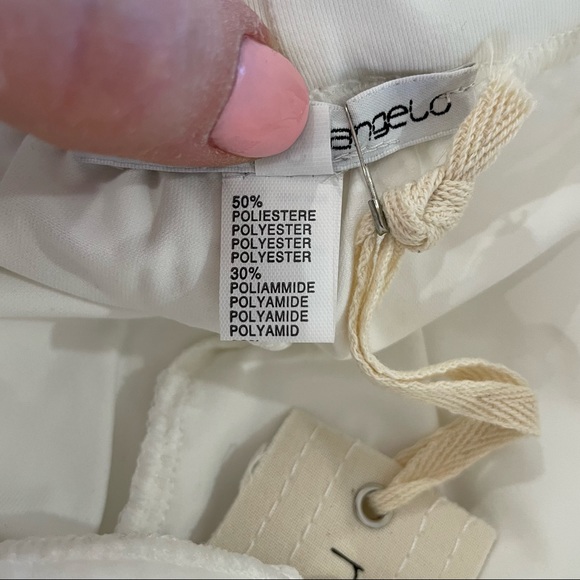 angelo
50%
POLIESTERE
POLYESTER
POLYESTER
POLYESTER
30%
POLIAMMIDE
POLYAMIDE
POLYAMIDE
POLYAMID